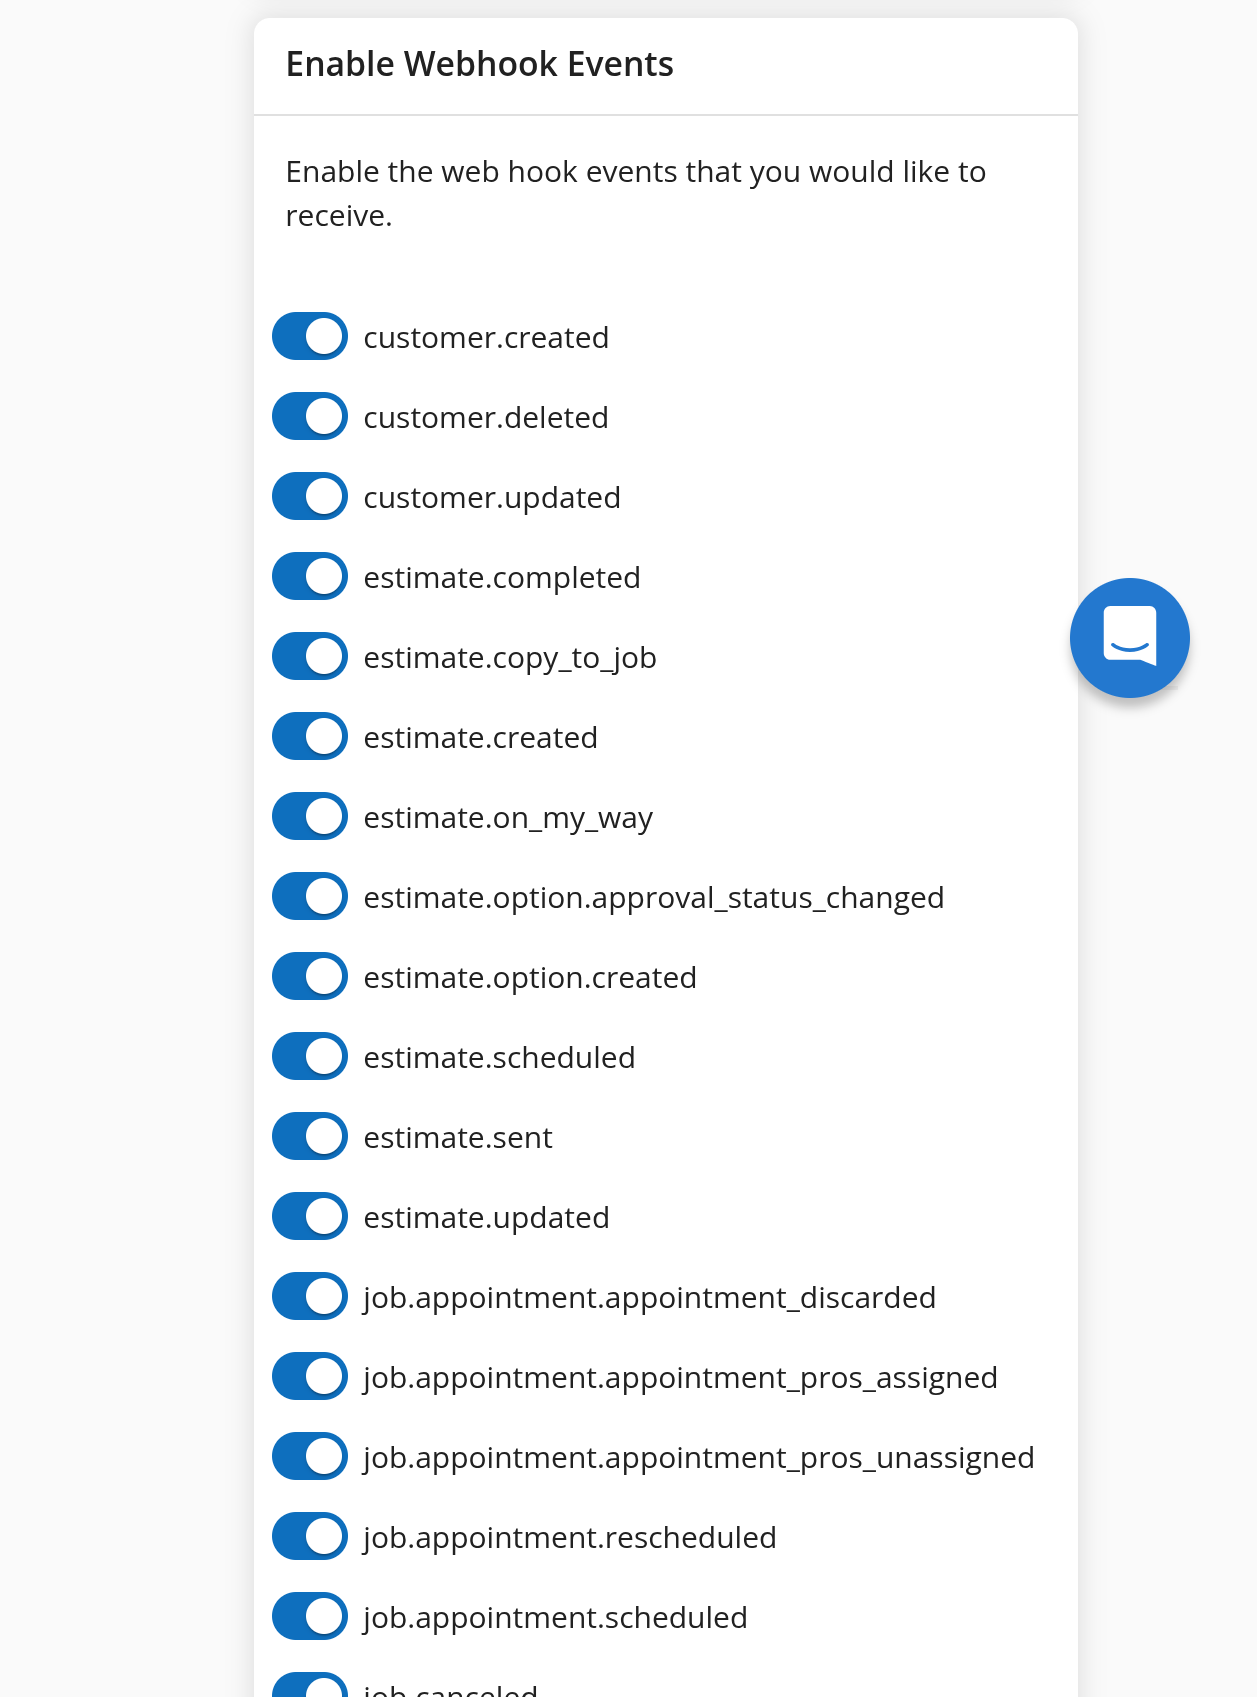 Enable Webhook Events
Enable the web hook events that you would like to
receive.
customer.created
customer.deleted
customer.updated
estimate.completed
estimate.copy_to_job
estimate.created
estimate.on_my_way
estimate.option.approval_status_changed
estimate.option.created
estimate.scheduled
estimate.sent
estimate.updated
job.appointment.appointment_discarded
job.appointment.appointment_pros_assigned
job.appointment.appointment_pros_unassigned
job.appointment.rescheduled
job.appointment.scheduled
job.canceled